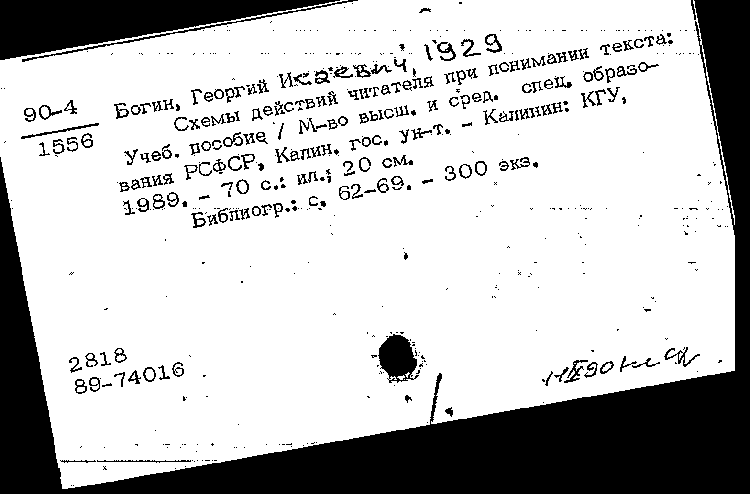 90-4
1556
Богин, Георгий Исаевич, 1929
Схемы действий читателя при понимании текста:
Учеб. пособие / М-во высш. и сред. спец. образо-
вания РСФСР, Калин. гос. ун-т. - Калинин: КГУ,
1989. - 70 с.: ил.; 20 см.
Библиогр.: с. 62-69. - 300 экз.
2818
89-74016